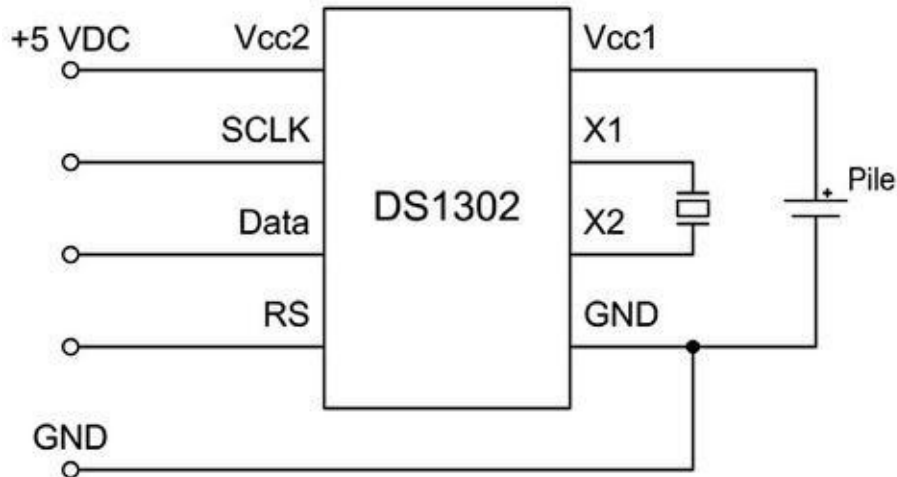 +5 VDC
Vcc2
Vcc1
SCLK
X1
Pile
+
DS1302
Data
X2
RS
GND
GND